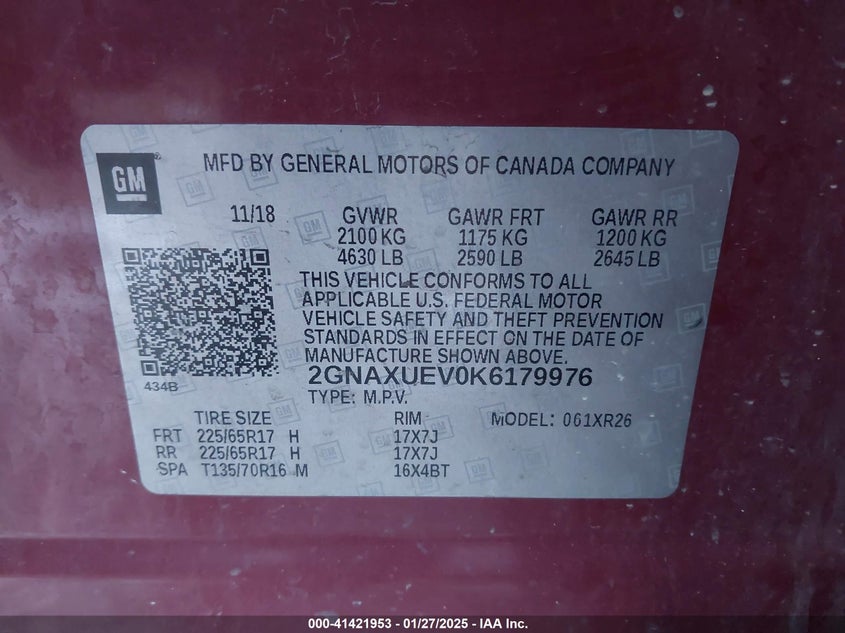 GM
MFD BY GENERAL MOTORS OF CANADA COMPANY
11/18 GVWR GAWR FRT GAWR RR
2100 KG 1175 KG 1200 KG
4630 LB 2590 LB 2645 LB
THIS VEHICLE CONFORMS TO ALL
APPLICABLE U.S. FEDERAL MOTOR
VEHICLE SAFETY AND THEFT PREVENTION
STANDARDS IN EFFECT ON THE DATE OF
MANUFACTURE SHOWN ABOVE.
434B
2GNAXUEV0K6179976
TYPE: M.P.V.
TIRE SIZE RIM MODEL: 061XR26
FRT 225/65R17 H 17X7J
RR 225/65R17 H 17X7J
SPA T135/70R16 M 16X4BT
000-41421953 - 01/27/2025 - IAA Inc.